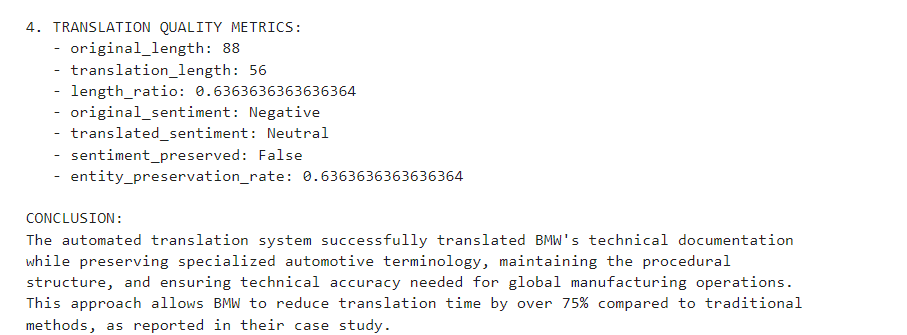 4. TRANSLATION QUALITY METRICS:
- original_length: 88
- translation_length: 56
- length_ratio: 0.6363636363636364
- original_sentiment: Negative
- translated_sentiment: Neutral
- sentiment_preserved: False
- entity_preservation_rate: 0.6363636363636364
CONCLUSION:
The automated translation system successfully translated BMW's technical documentation
while preserving specialized automotive terminology, maintaining the procedural
structure, and ensuring technical accuracy needed for global manufacturing operations.
This approach allows BMW to reduce translation time by over 75% compared to traditional
methods, as reported in their case study.